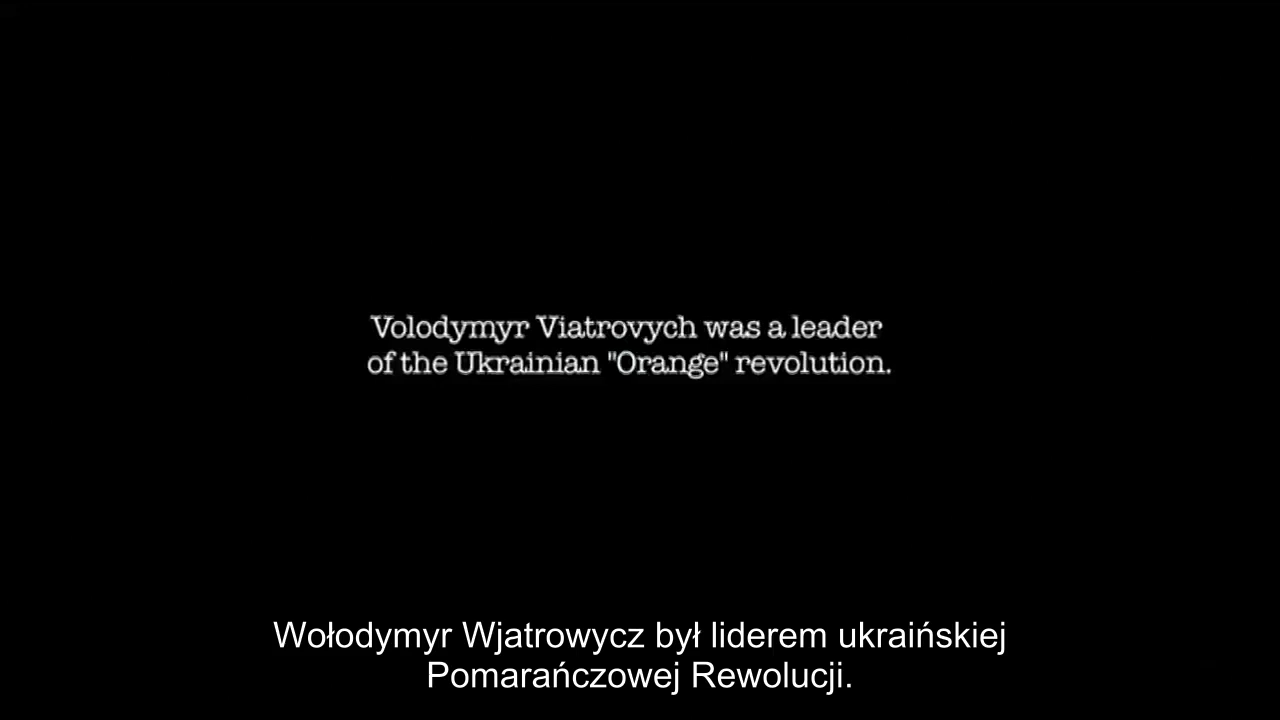 Volodymyr Viatrovych was a leader
of the Ukrainian "Orange" revolution.
Wołodymyr Wjatrowycz był liderem ukraińskiej
Pomarańczowej Rewolucji.